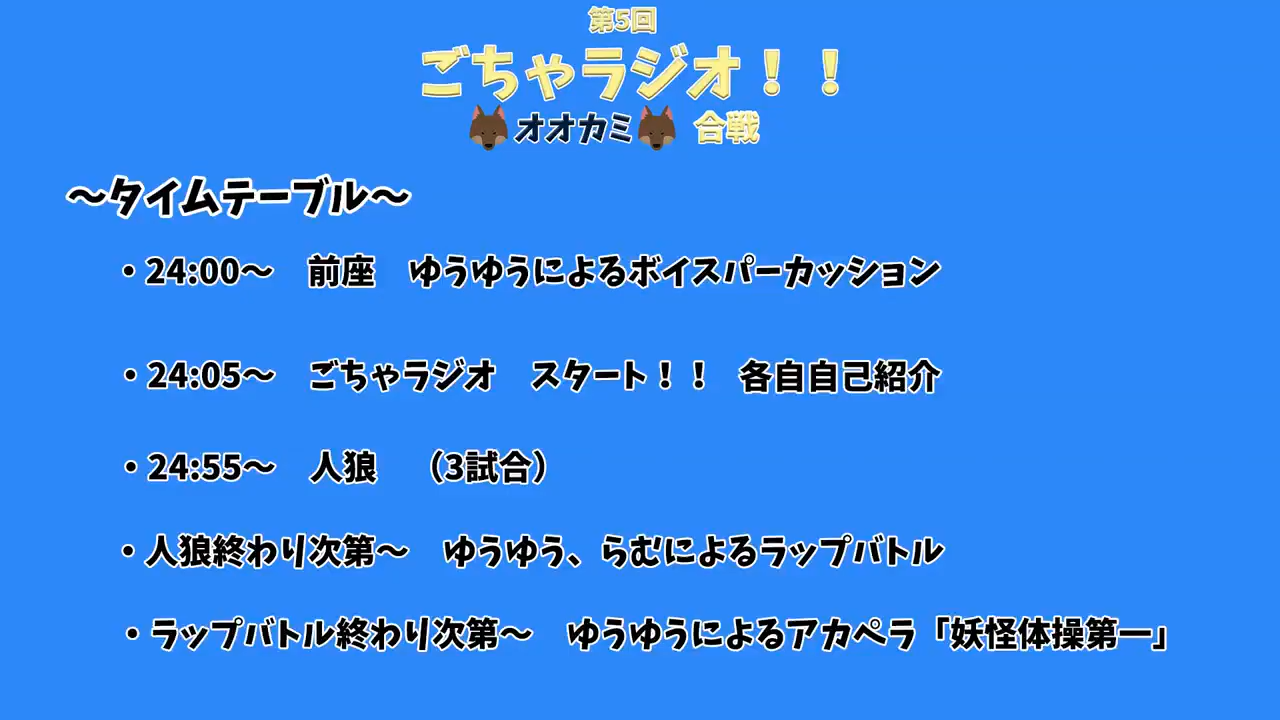 第5回
ごちゃラジオ！！
オオカミ 合戦
～タイムテーブル～
・24:00～　前座　ゆうゆうによるボイスパーカッション
・24:05～　ごちゃラジオ　スタート！！　各自自己紹介
・24:55～　人狼　（3試合）
・人狼終わり次第～　ゆうゆう、らむによるラップバトル
・ラップバトル終わり次第～　ゆうゆうによるアカペラ「妖怪体操第一」